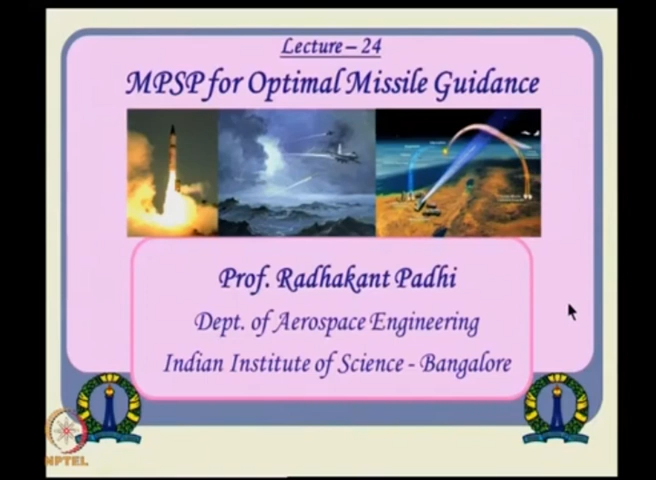 Lecture – 24
MPSP for Optimal Missile Guidance
Prof. Radhakant Padhi
Dept. of Aerospace Engineering
Indian Institute of Science - Bangalore
NPTEL